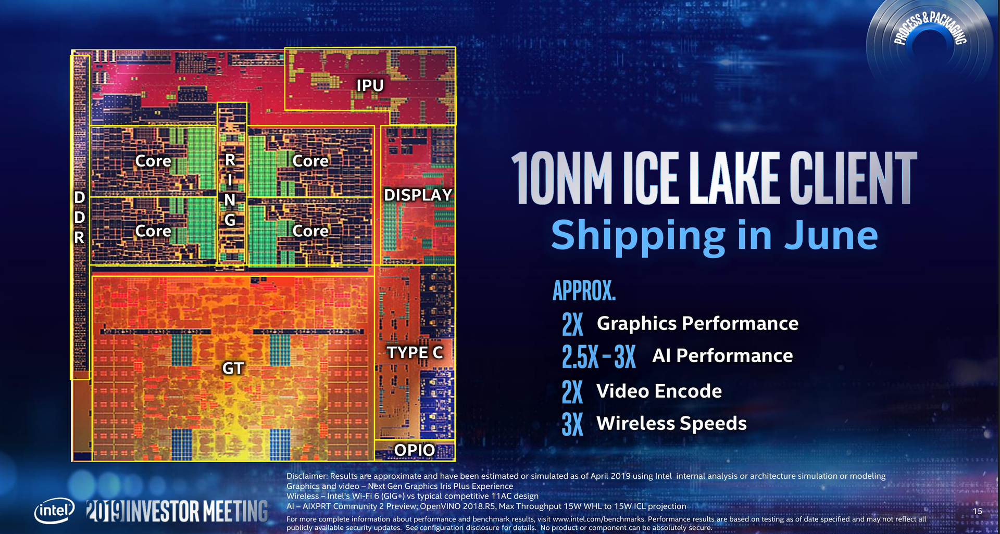 PROCESS & PACKAGING
IPU
Core
Core
RING
DDR
DISPLAY
Core
Core
GT
TYPE C
OPIO
10NM ICE LAKE CLIENT
Shipping in June
APPROX.
2X Graphics Performance
2.5X – 3X AI Performance
2X Video Encode
3X Wireless Speeds
Disclaimer: Results are approximate and have been estimated or simulated as of April 2019 using Intel internal analysis or architecture simulation or modeling
Graphics and video – Next Gen Graphics Iris Plus Experience
Wireless – Intel's Wi-Fi 6 (GIG+) vs typical competitive 11AC design
AI – AIXPRT Community 2 Preview; OpenVINO 2018.R5, Max Throughput 15W WHL to 15W ICL projection
For more complete information about performance and benchmark results, visit www.intel.com/benchmarks. Performance results are based on testing as of date specified and may not reflect all
publicly available security updates. See configuration disclosure for details. No product or component can be absolutely secure.
intel 2019 INVESTOR MEETING
15